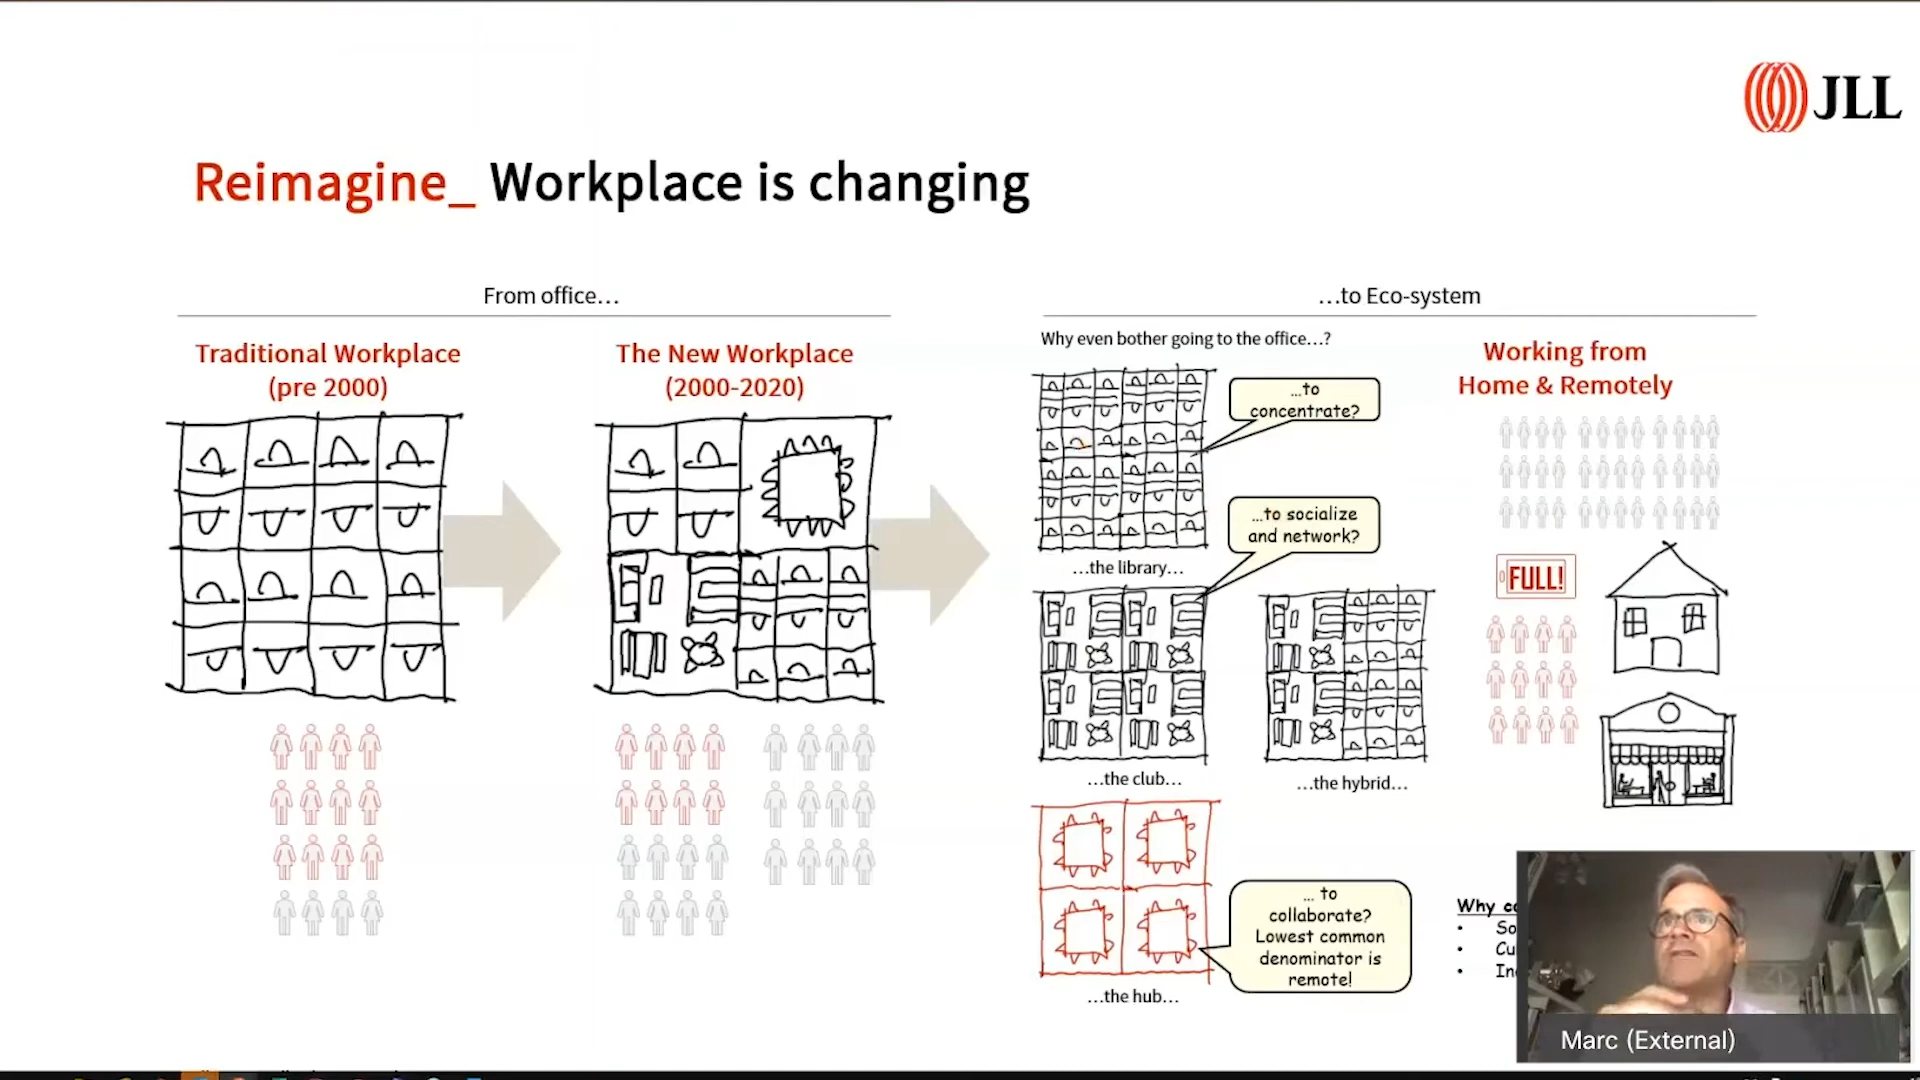 JLL
Reimagine_ Workplace is changing
From office...
Traditional Workplace
(pre 2000)
The New Workplace
(2000-2020)
...to Eco-system
Why even bother going to the office...?
...to
concentrate?
...the library...
...to socialize
and network?
...the club...
...the hybrid...
... to
collaborate?
Lowest common
denominator is
remote!
...the hub...
Working from
Home & Remotely
FULL!
Why
Marc (External)